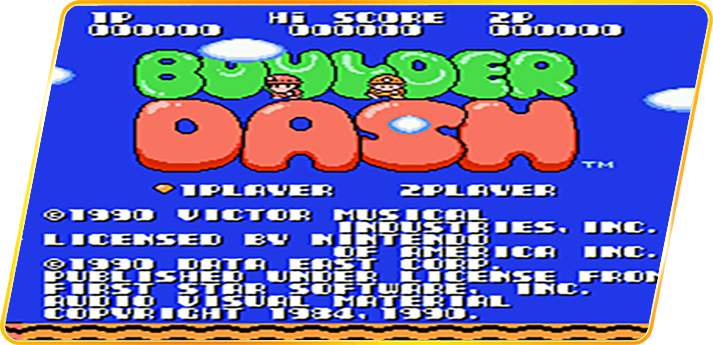 1P HI SCORE 2P
000000 000000 000000
BOULDER
DASH
TM
1PLAYER 2PLAYER
©1990 VICTOR MUSICAL
INDUSTRIES, INC.
LICENSED BY NINTENDO
OF AMERICA INC.
©1990 DATA EAST CORP.
PUBLISHED UNDER LICENSE FROM
FIRST STAR SOFTWARE, INC.
AUDIO VISUAL MATERIAL
COPYRIGHT 1984,1990.